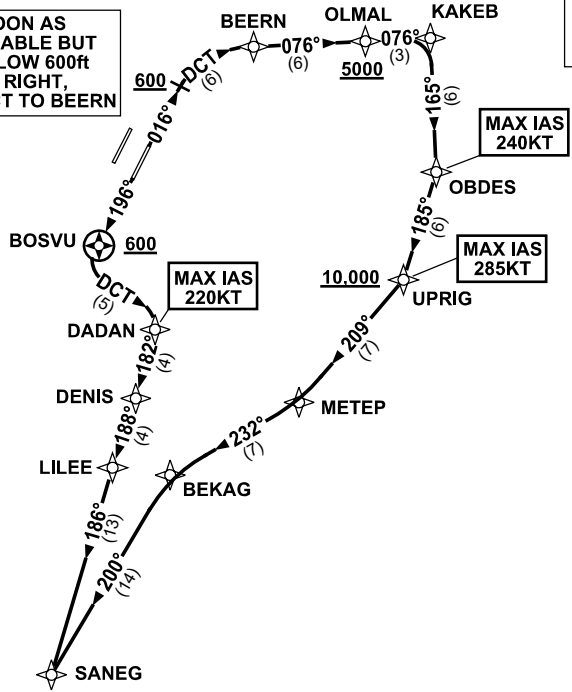 OON AS
ABLE BUT
LOW 600ft
RIGHT,
CT TO BEERN
BEERN
OLMAL
KAKEB
076°
(6)
076°
(3)
5000
600
DCT
(6)
016°
165°
(6)
MAX IAS
240KT
OBDES
196°
185°
(6)
BOSVU
600
MAX IAS
285KT
10,000
UPRIG
DCT
(5)
MAX IAS
220KT
DADAN
182°
(4)
209°
(7)
DENIS
METEP
188°
(4)
232°
(7)
LILEE
BEKAG
186°
(13)
200°
(14)
SANEG